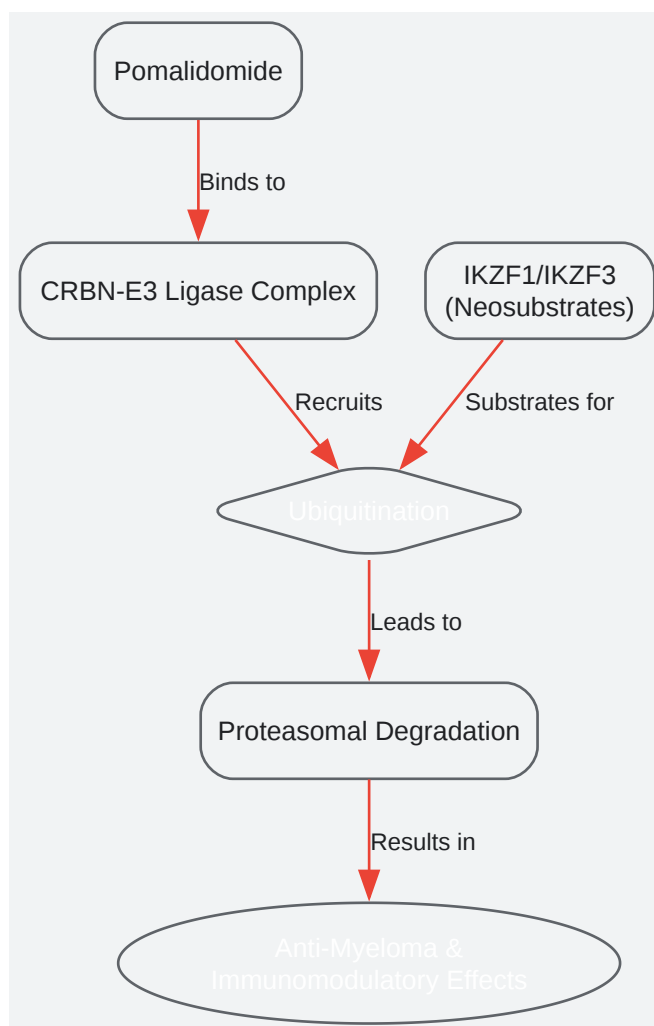 Pomalidomide
Binds to
CRBN-E3 Ligase Complex
IKZF1/IKZF3
(Neosubstrates)
Recruits
Substrates for
Ubiquitination
Leads to
Proteasomal Degradation
Results in
Anti-Myeloma &
Immunomodulatory Effects